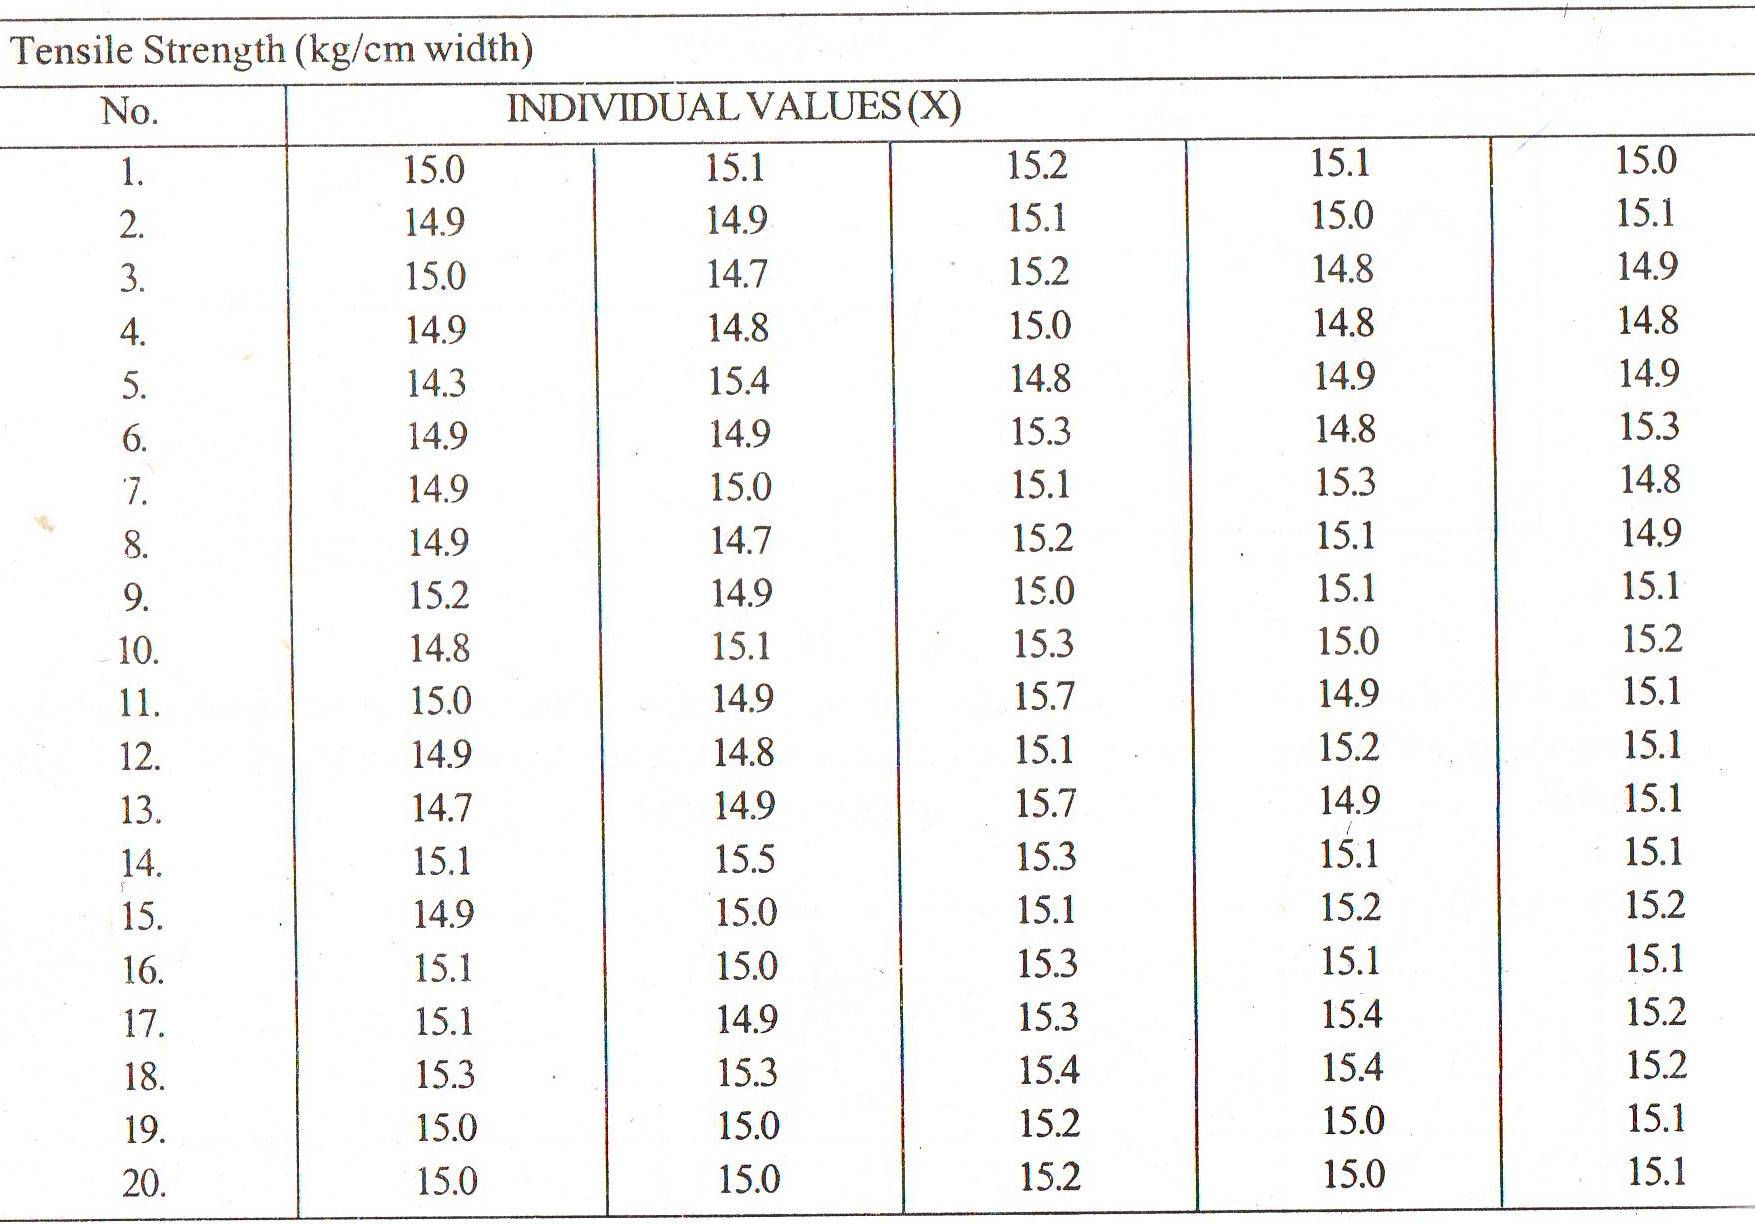 Tensile Strength (kg/cm width)
No. INDIVIDUAL VALUES (X)
1. 15.0 15.1 15.2 15.1 15.0
2. 14.9 14.9 15.1 15.0 15.1
3. 15.0 14.7 15.2 14.8 14.9
4. 14.9 14.8 15.0 14.8 14.8
5. 14.3 15.4 14.8 14.9 14.9
6. 14.9 14.9 15.3 14.8 15.3
7. 14.9 15.0 15.1 15.3 14.8
8. 14.9 14.7 15.2 15.1 14.9
9. 15.2 14.9 15.0 15.1 15.1
10. 14.8 15.1 15.3 15.0 15.2
11. 15.0 14.9 15.7 14.9 15.1
12. 14.9 14.8 15.1 15.2 15.1
13. 14.7 14.9 15.7 14.9 15.1
14. 15.1 15.5 15.3 15.1 15.1
15. 14.9 15.0 15.1 15.2 15.2
16. 15.1 15.0 15.3 15.1 15.1
17. 15.1 14.9 15.3 15.4 15.2
18. 15.3 15.3 15.4 15.4 15.2
19. 15.0 15.0 15.2 15.0 15.1
20. 15.0 15.0 15.2 15.0 15.1